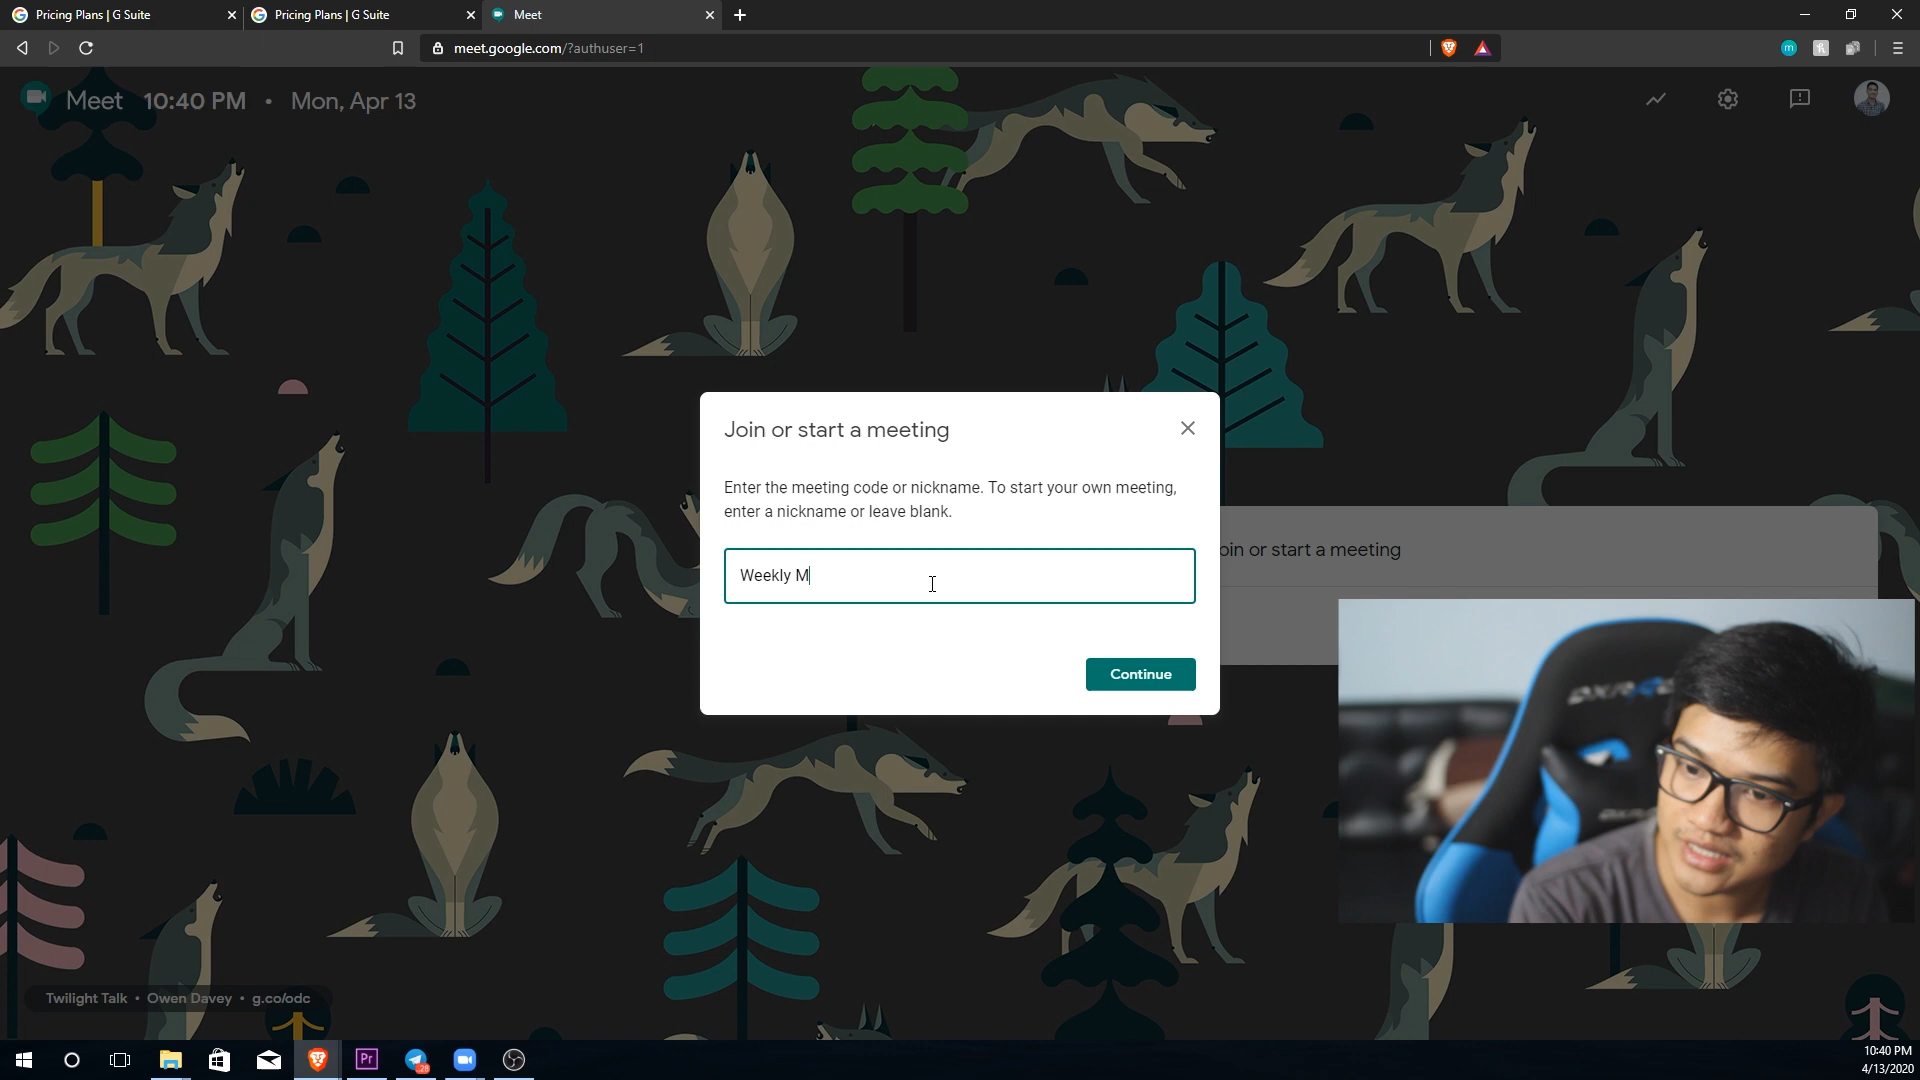 Pricing Plans | G Suite
Pricing Plans | G Suite
Meet
meet.google.com/?authuser=1
m
Meet 10:40 PM • Mon, Apr 13
Join or start a meeting
Enter the meeting code or nickname. To start your own meeting,
enter a nickname or leave blank.
oin or start a meeting
Weekly M
Continue
Twilight Talk • Owen Davey • g.co/odc
Pr
28
10:40 PM
4/13/2020